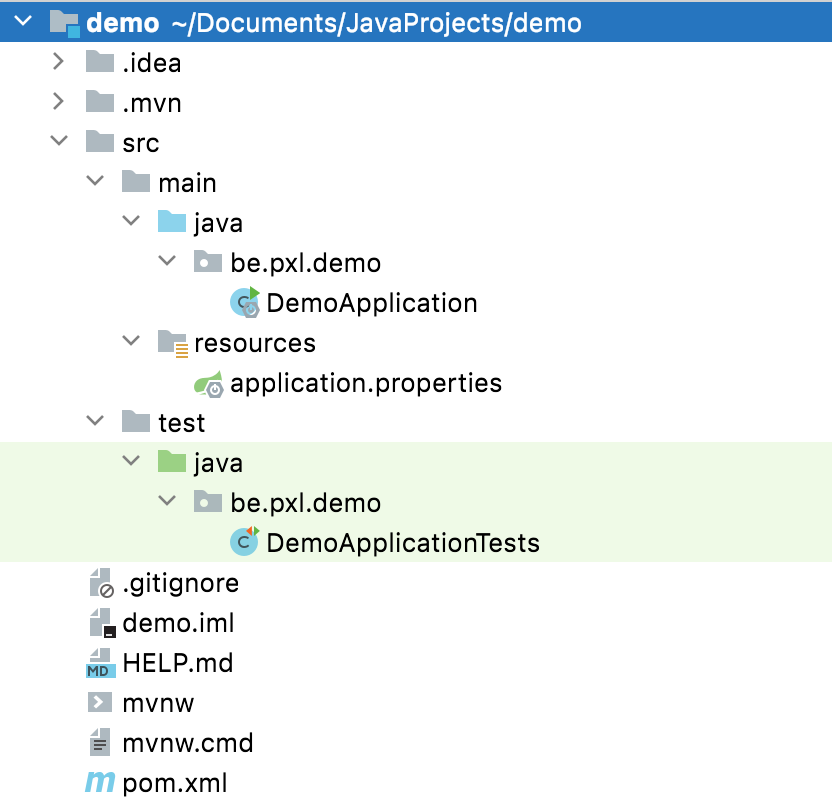 demo ~/Documents/JavaProjects/demo
.idea
.mvn
src
main
java
be.pxl.demo
C DemoApplication
resources
application.properties
test
java
be.pxl.demo
C DemoApplicationTests
.gitignore
demo.iml
MD HELP.md
mvnw
mvnw.cmd
m pom.xml